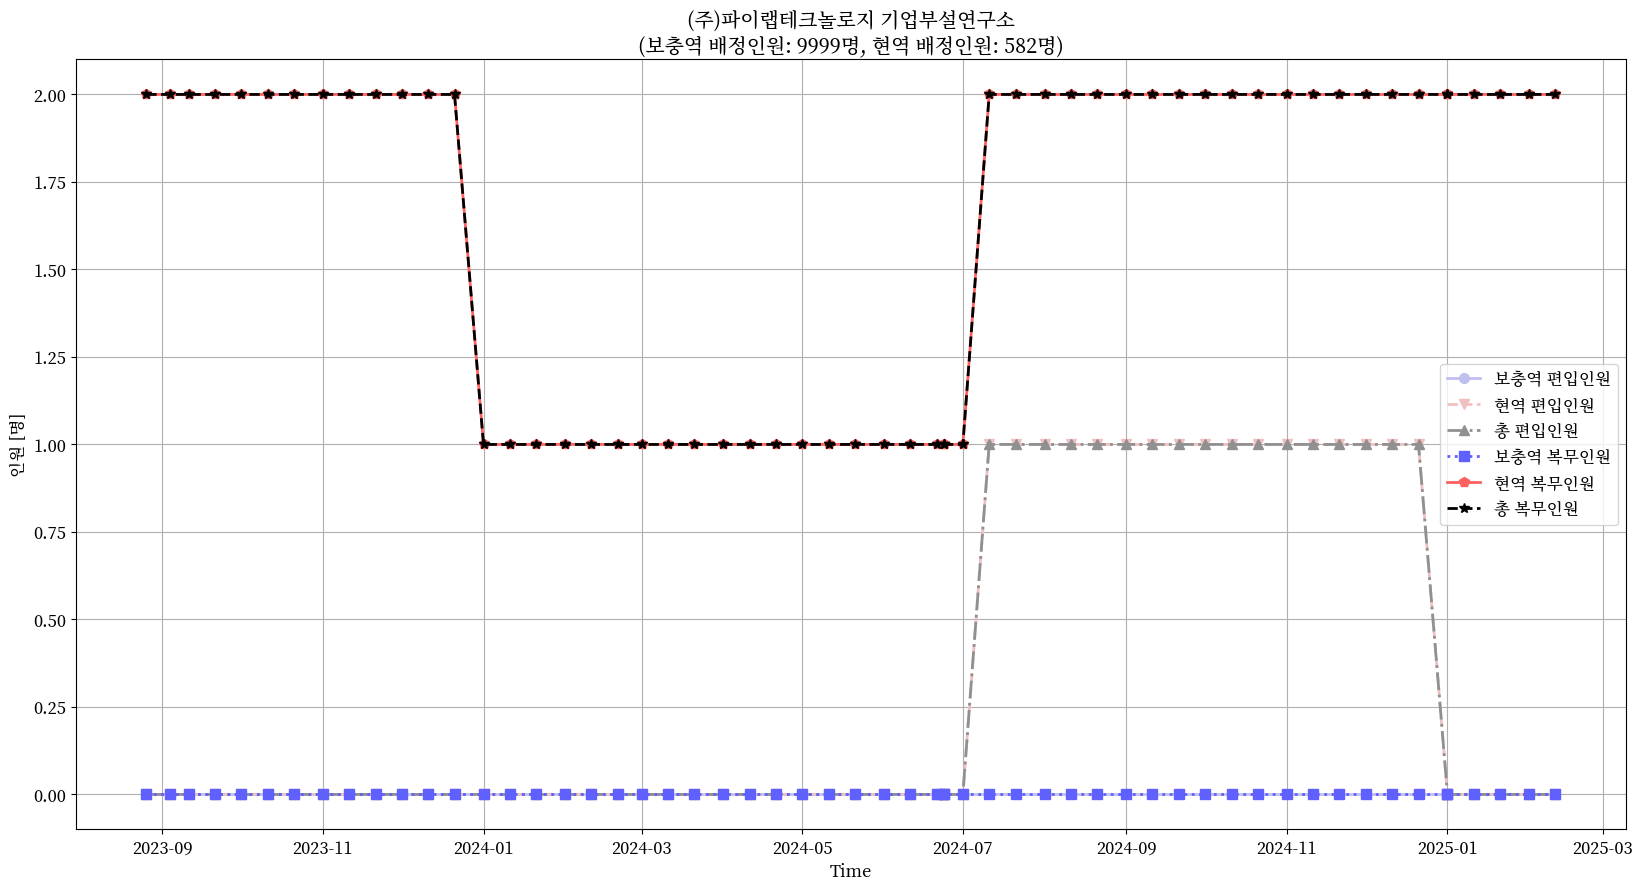 (주)파이랩테크놀로지 기업부설연구소
(보충역 배정인원: 9999명, 현역 배정인원: 582명)
인원 [명]
2.00
1.75
1.50
1.25
1.00
0.75
0.50
0.25
0.00
보충역 편입인원
현역 편입인원
총 편입인원
보충역 복무인원
현역 복무인원
총 복무인원
2023-09
2023-11
2024-01
2024-03
2024-05
2024-07
2024-09
2024-11
2025-01
2025-03
Time